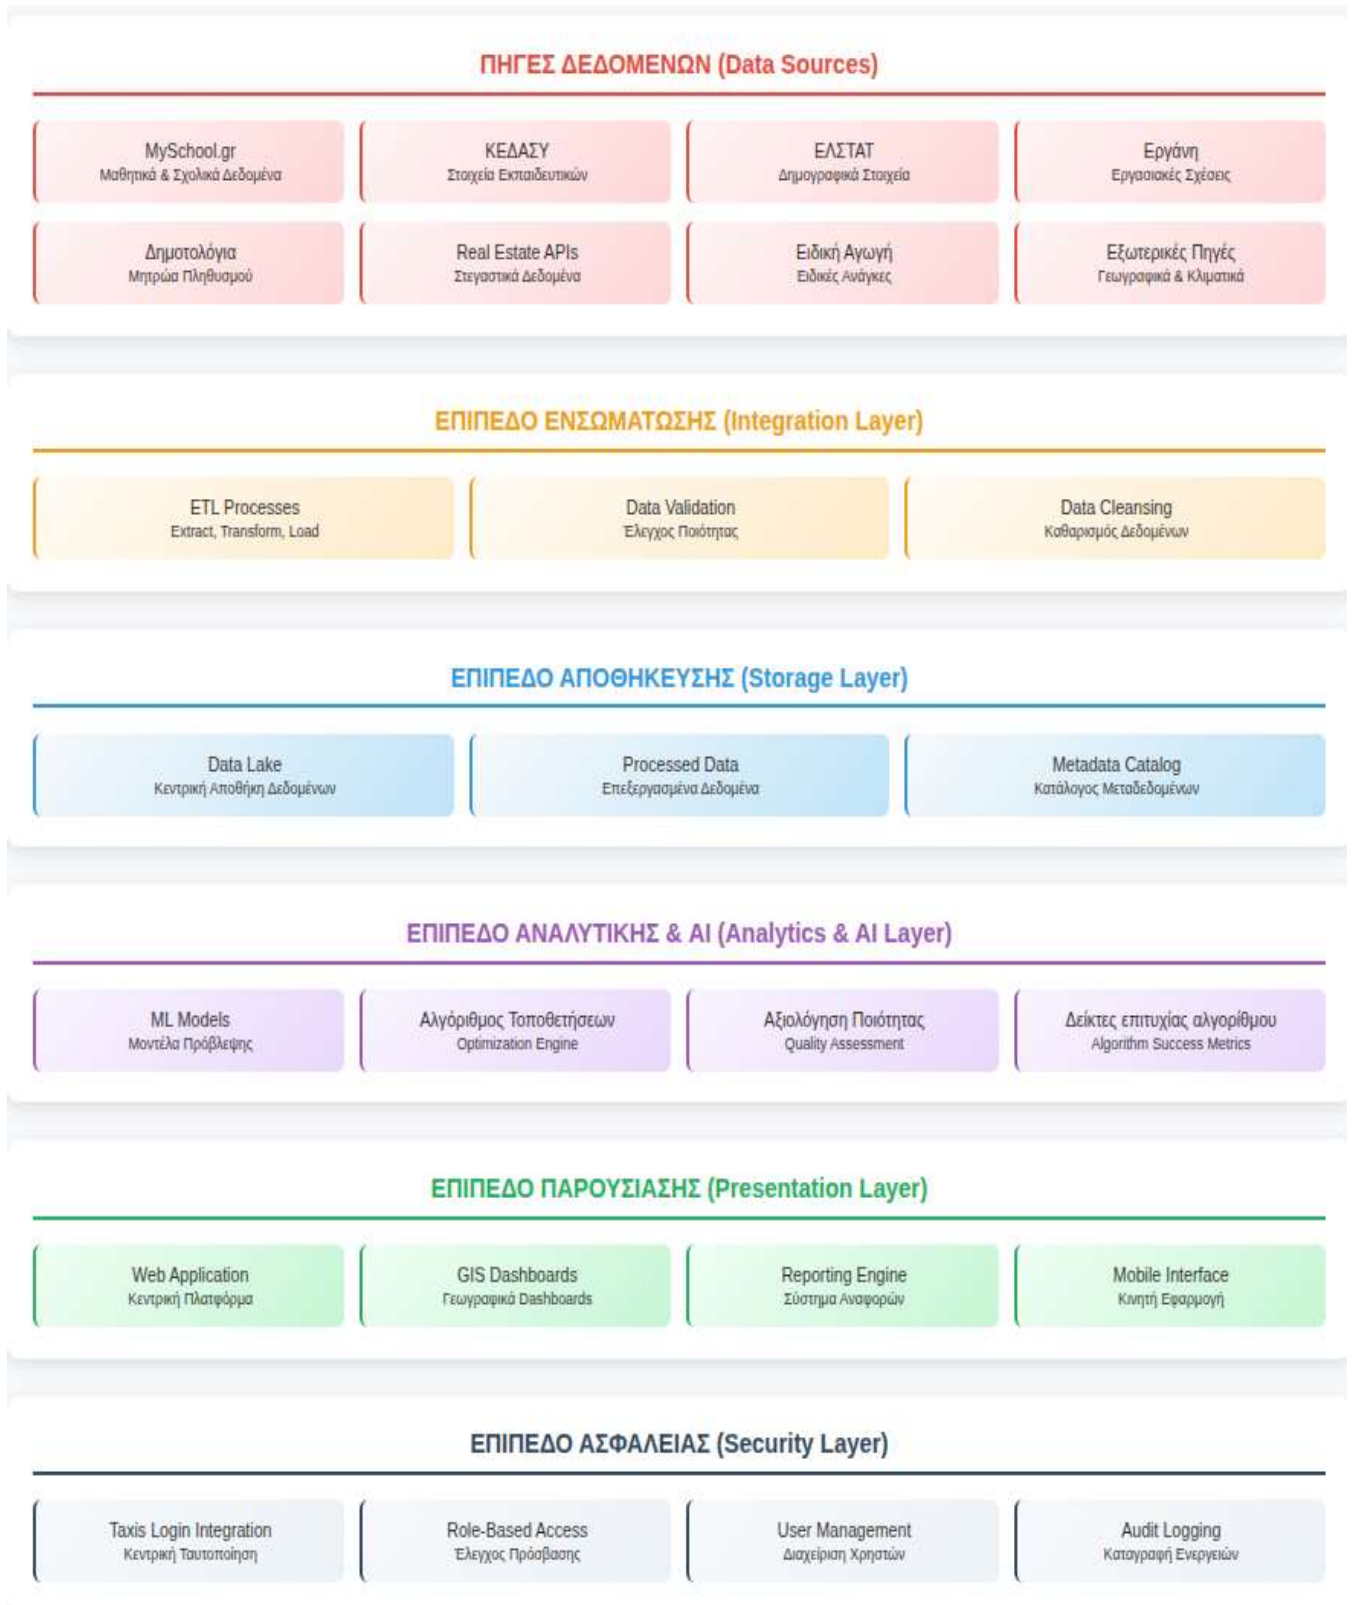 ΠΗΓΕΣ ΔΕΔΟΜΕΝΩΝ (Data Sources)
MySchool.gr
Μαθητικά & Σχολικά Δεδομένα
ΚΕΔΑΣΥ
Στοιχεία Εκπαιδευτικών
ΕΛΣΤΑΤ
Δημογραφικά Στοιχεία
Εργάνη
Εργασιακές Σχέσεις
Δημοτολόγια
Μητρώα Πληθυσμού
Real Estate APIs
Στεγαστικά Δεδομένα
Ειδική Αγωγή
Ειδικές Ανάγκες
Εξωτερικές Πηγές
Γεωγραφικά & Κλιματικά
ΕΠΙΠΕΔΟ ΕΝΣΩΜΑΤΩΣΗΣ (Integration Layer)
ETL Processes
Extract, Transform, Load
Data Validation
Έλεγχος Ποιότητας
Data Cleansing
Καθαρισμός Δεδομένων
ΕΠΙΠΕΔΟ ΑΠΟΘΗΚΕΥΣΗΣ (Storage Layer)
Data Lake
Κεντρική Αποθήκη Δεδομένων
Processed Data
Επεξεργασμένα Δεδομένα
Metadata Catalog
Κατάλογος Μεταδεδομένων
ΕΠΙΠΕΔΟ ΑΝΑΛΥΤΙΚΗΣ & AI (Analytics & AI Layer)
ML Models
Μοντέλα Πρόβλεψης
Αλγόριθμος Τοποθετήσεων
Optimization Engine
Αξιολόγηση Ποιότητας
Quality Assessment
Δείκτες επιτυχίας αλγορίθμου
Algorithm Success Metrics
ΕΠΙΠΕΔΟ ΠΑΡΟΥΣΙΑΣΗΣ (Presentation Layer)
Web Application
Κεντρική Πλατφόρμα
GIS Dashboards
Γεωγραφικά Dashboards
Reporting Engine
Σύστημα Αναφορών
Mobile Interface
Κινητή Εφαρμογή
ΕΠΙΠΕΔΟ ΑΣΦΑΛΕΙΑΣ (Security Layer)
Taxis Login Integration
Κεντρική Ταυτοποίηση
Role-Based Access
Έλεγχος Πρόσβασης
User Management
Διαχείριση Χρηστών
Audit Logging
Καταγραφή Ενεργειών